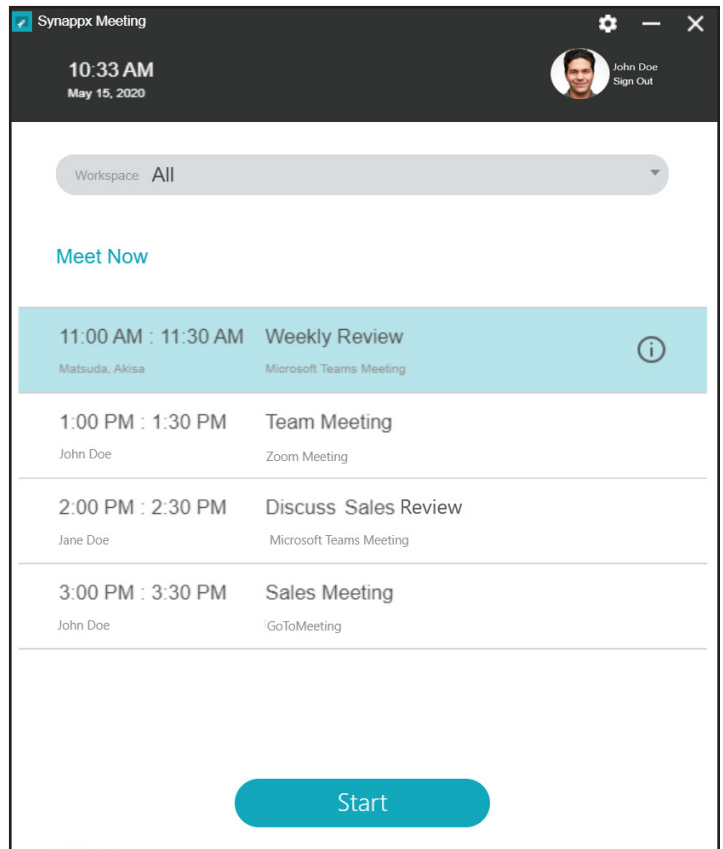 Synappx Meeting
10:33 AM
May 15, 2020
John Doe
Sign Out
Workspace All
Meet Now
11:00 AM : 11:30 AM Weekly Review
Matsuda, Akisa Microsoft Teams Meeting
1:00 PM : 1:30 PM Team Meeting
John Doe Zoom Meeting
2:00 PM : 2:30 PM Discuss Sales Review
Jane Doe Microsoft Teams Meeting
3:00 PM : 3:30 PM Sales Meeting
John Doe GoToMeeting
Start